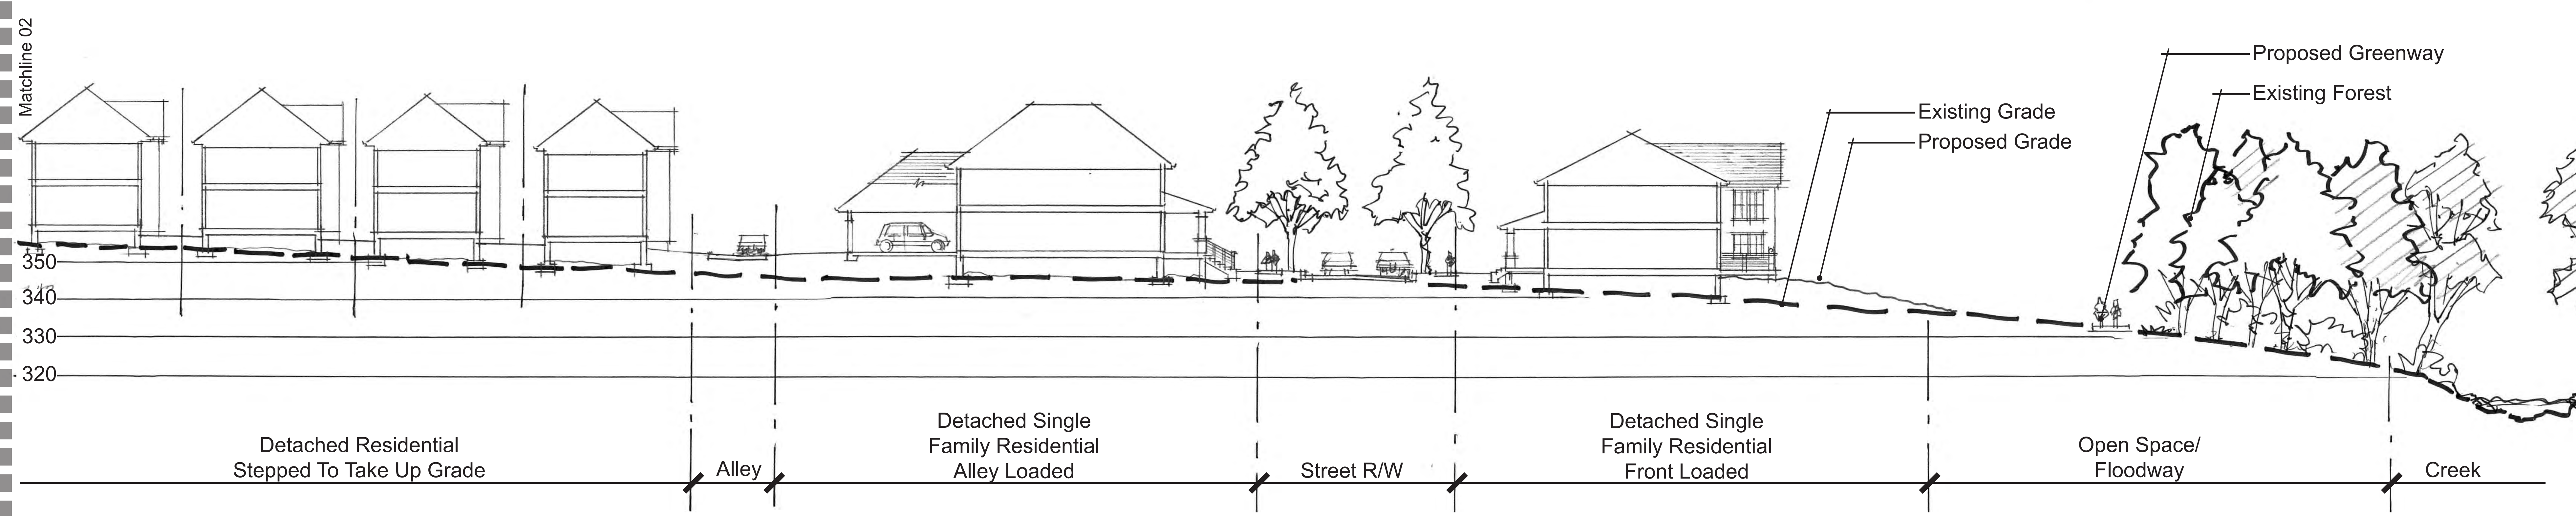 Matchline 02
Proposed Greenway
Existing Forest
Existing Grade
Proposed Grade
350
340
330
320
Detached Residential
Stepped To Take Up Grade
Alley
Detached Single
Family Residential
Alley Loaded
Street R/W
Detached Single
Family Residential
Front Loaded
Open Space/
Floodway
Creek